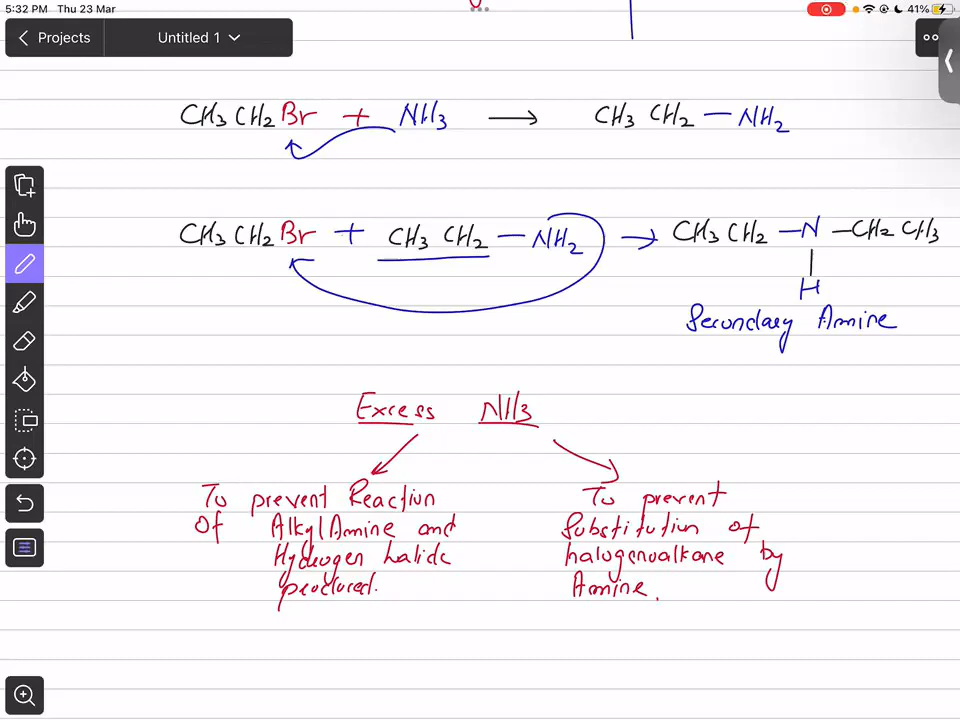 5:32 PM Thu 23 Mar
41%
Projects
Untitled 1
CH3 CH2 Br + NH3 → CH3 CH2 — NH2
CH3 CH2 Br + CH3 CH2 — NH2 → CH3 CH2 — N — CH2 CH3
H
Secondary Amine
Excess NH3
To prevent Reaction
Of AlkylAmine and
Hydrogen halide
produced.
To prevent
Substitution of
halogenoalkane by
Amine.